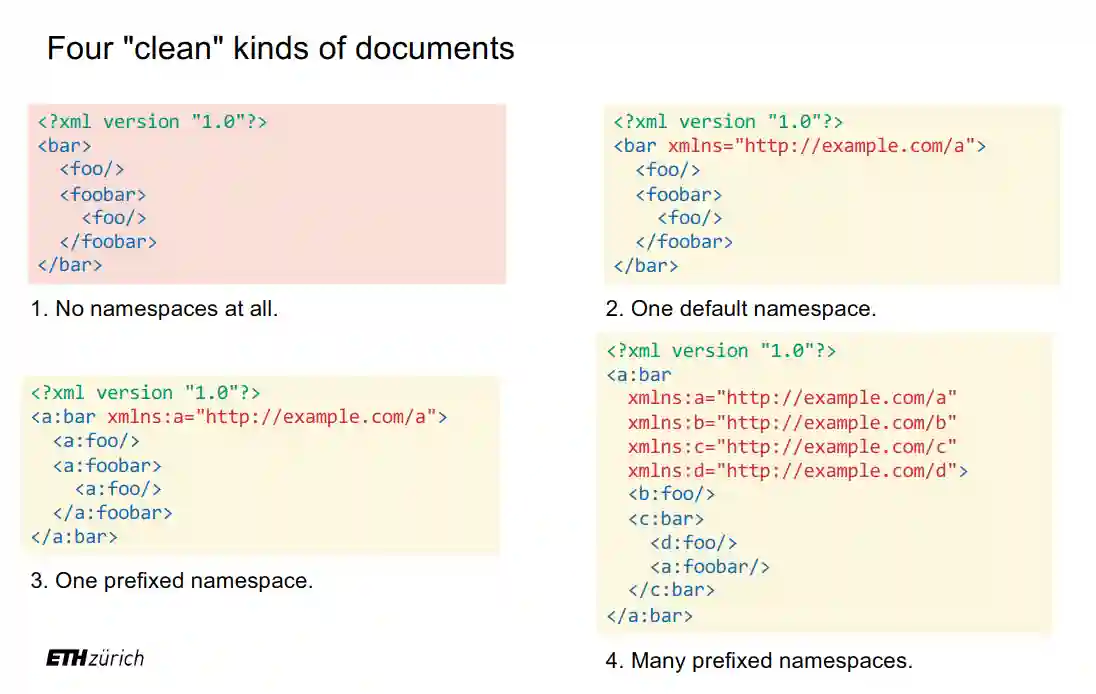 Four "clean" kinds of documents
<?xml version "1.0"?>
<bar>
  <foo/>
  <foobar>
    <foo/>
  </foobar>
</bar>
1. No namespaces at all.
<?xml version "1.0"?>
<bar xmlns="http://example.com/a">
  <foo/>
  <foobar>
    <foo/>
  </foobar>
</bar>
2. One default namespace.
<?xml version "1.0"?>
<a:bar xmlns:a="http://example.com/a">
  <a:foo/>
  <a:foobar>
    <a:foo/>
  </a:foobar>
</a:bar>
3. One prefixed namespace.
<?xml version "1.0"?>
<a:bar
  xmlns:a="http://example.com/a"
  xmlns:b="http://example.com/b"
  xmlns:c="http://example.com/c"
  xmlns:d="http://example.com/d">
  <b:foo/>
  <c:bar>
    <d:foo/>
    <a:foobar/>
  </c:bar>
</a:bar>
4. Many prefixed namespaces.
ETH zürich